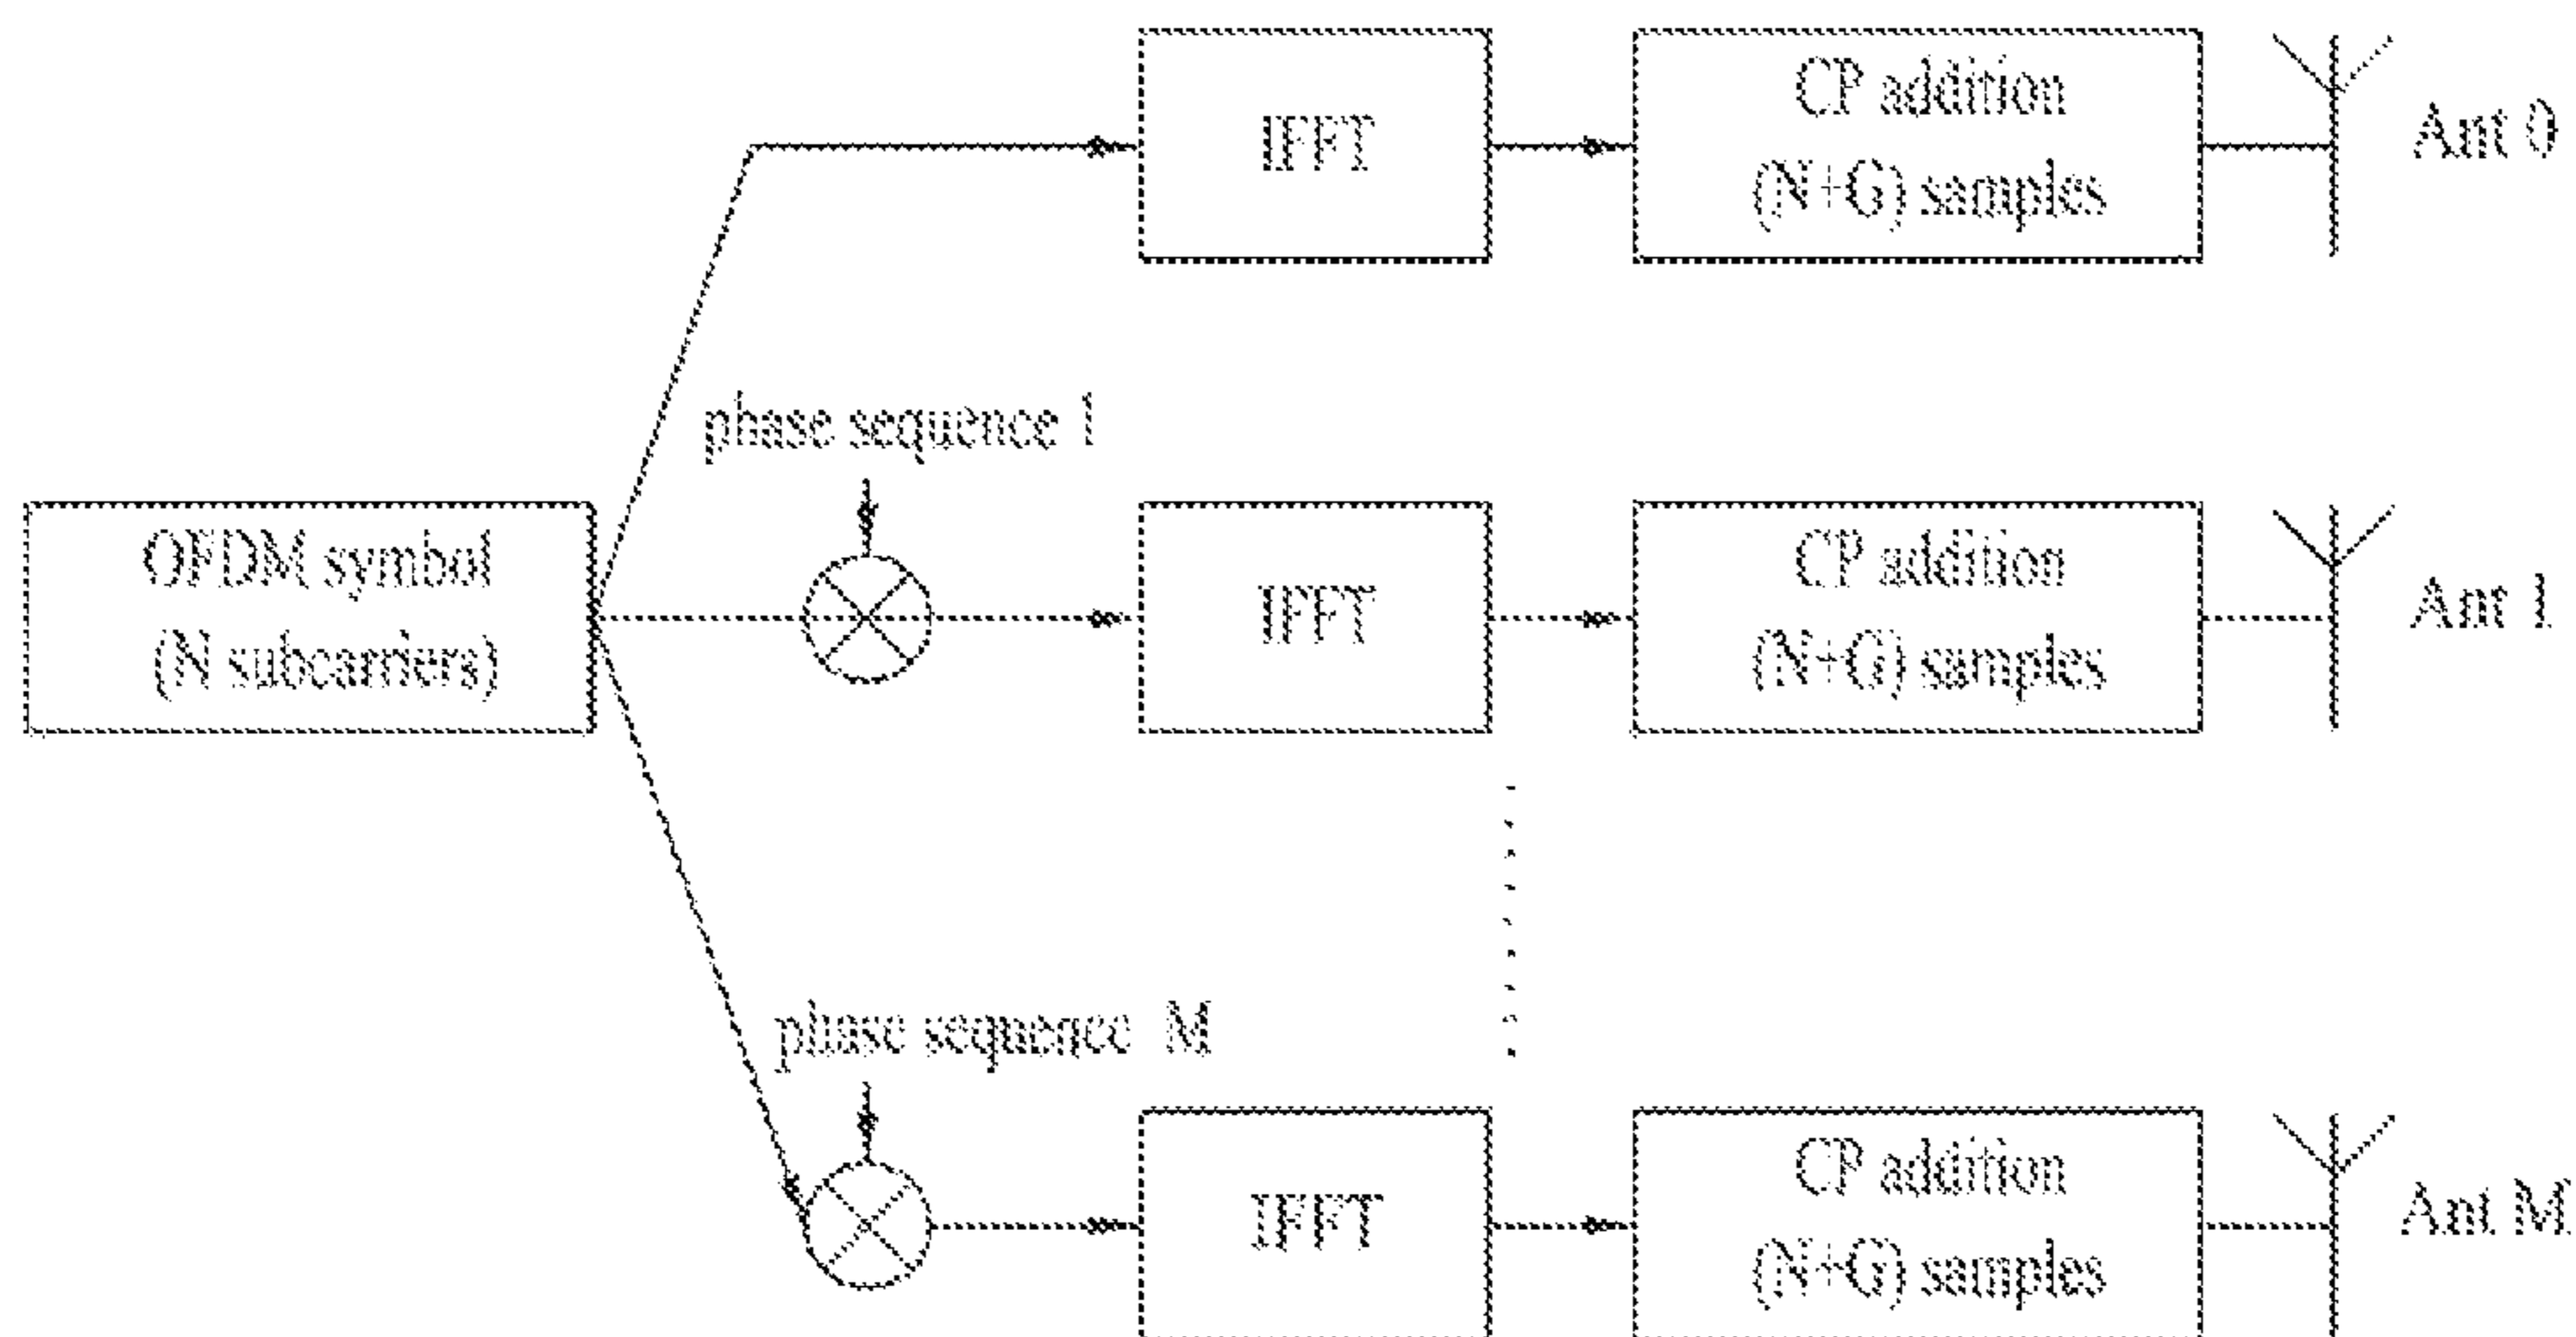 IFFT
CP addition
(N+G) samples
Ant 0
phase sequence 1
OFDM symbol
(N subcarriers)
IFFT
CP addition
(N+G) samples
Ant 1
phase sequence M
IFFT
CP addition
(N+G) samples
Ant M